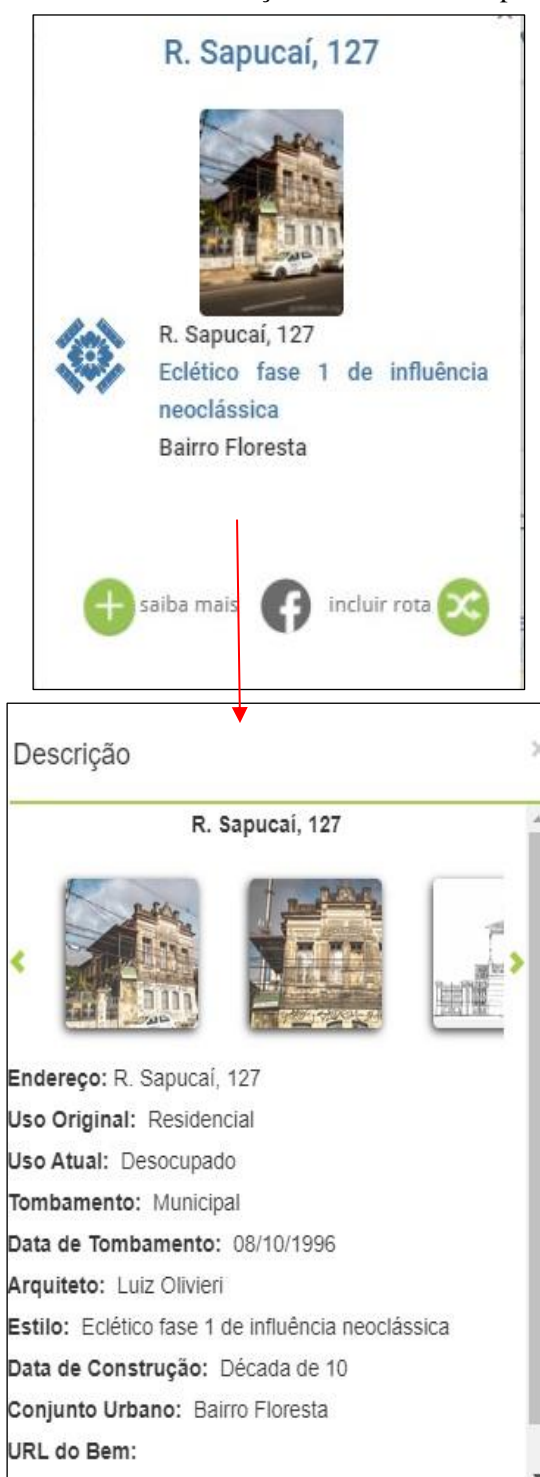 R. Sapucaí, 127
R. Sapucaí, 127
Eclético fase 1 de influência
neoclássica
Bairro Floresta
saiba mais
incluir rota
Descrição
R. Sapucaí, 127
Endereço: R. Sapucaí, 127
Uso Original: Residencial
Uso Atual: Desocupado
Tombamento: Municipal
Data de Tombamento: 08/10/1996
Arquiteto: Luiz Olivieri
Estilo: Eclético fase 1 de influência neoclássica
Data de Construção: Década de 10
Conjunto Urbano: Bairro Floresta
URL do Bem: